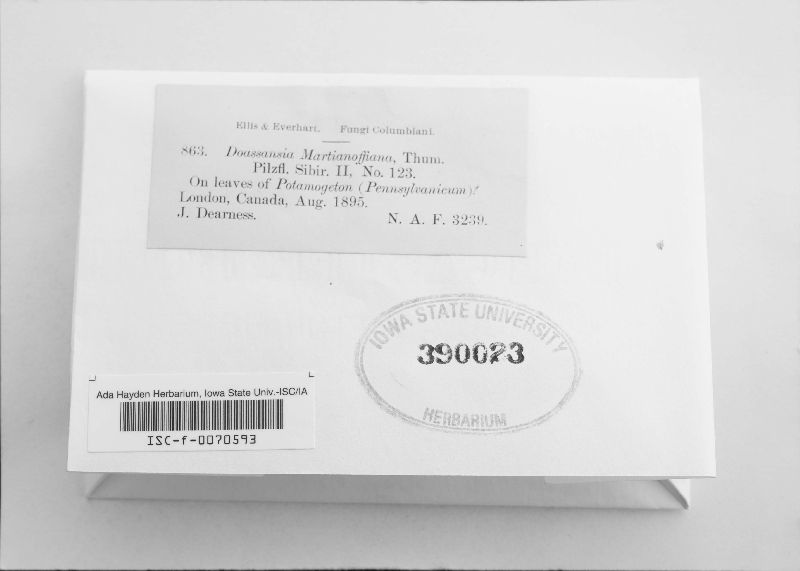 Ellis & Everhart. Fungi Columbiani.
863. Doassansia Martianoffiana, Thum.
Pilzfl. Sibir. II, No. 123.
On leaves of Potamogeton (Pennsylvanicum)?
London, Canada, Aug. 1895.
J. Dearness. N. A. F. 3239.
IOWA STATE UNIVERSITY
390023
HERBARIUM
Ada Hayden Herbarium, Iowa State Univ.-ISC/IA
ISC-f-0070593